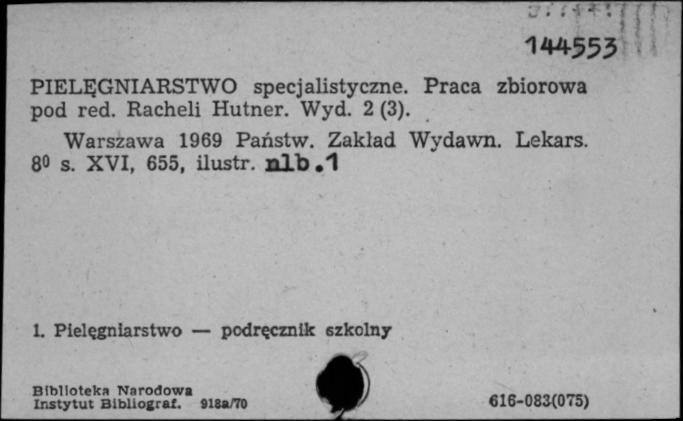 144553
PIELĘGNIARSTWO specjalistyczne. Praca zbiorowa
pod red. Racheli Hutner. Wyd. 2 (3).
Warszawa 1969 Państw. Zakład Wydawn. Lekars.
8⁰ s. XVI, 655, ilustr. nlb.1
1. Pielęgniarstwo — podręcznik szkolny
Biblioteka Narodowa
Instytut Bibliograf. 918a/70
616-083(075)